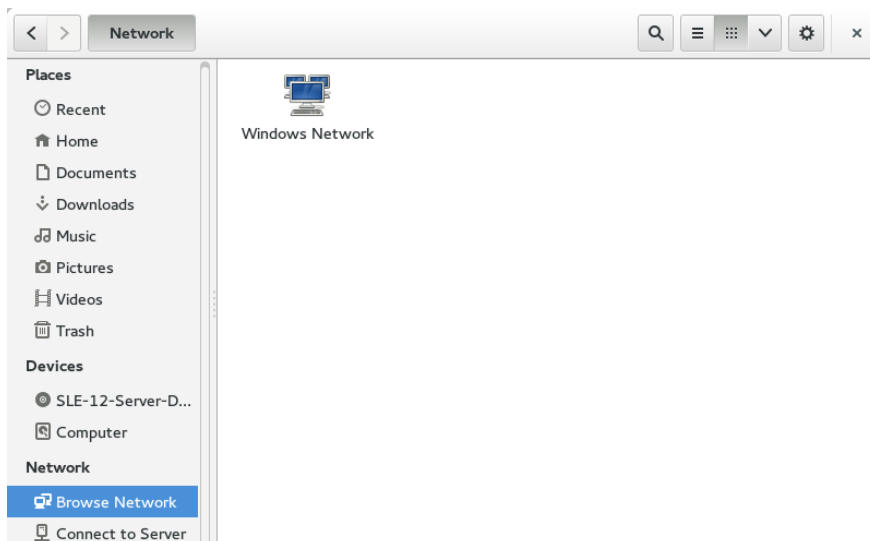 Network
Places
Recent
Home
Documents
Downloads
Music
Pictures
Videos
Trash
Devices
SLE-12-Server-D...
Computer
Network
Browse Network
Connect to Server
Windows Network